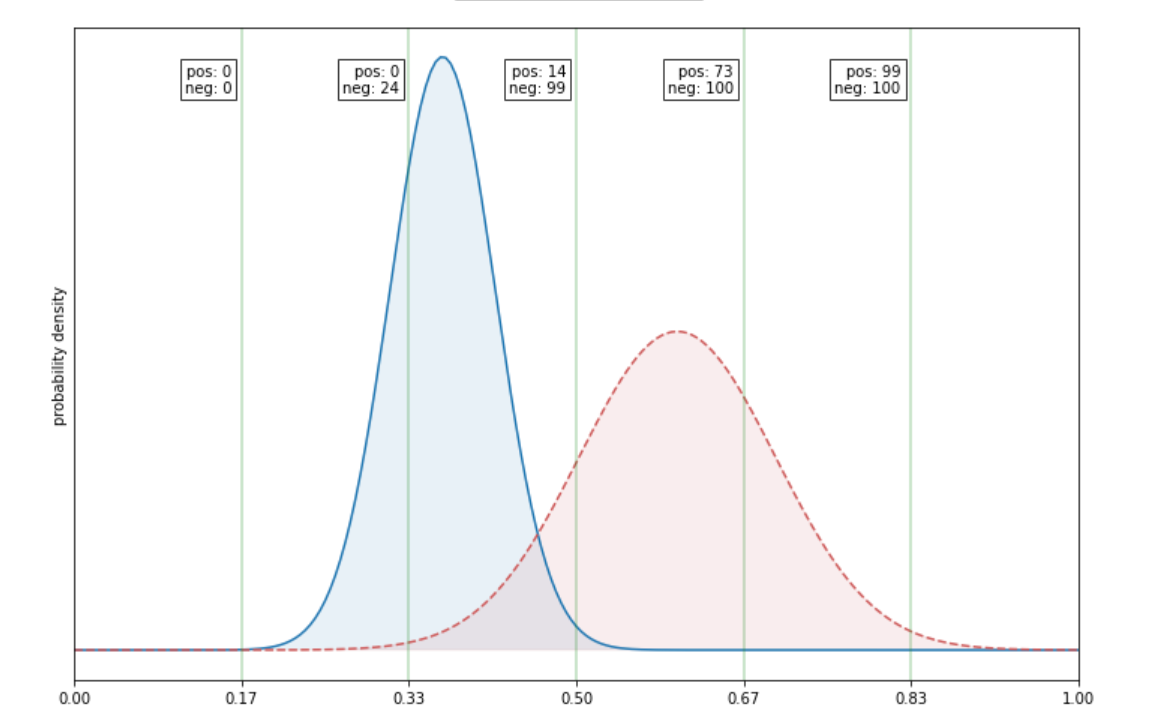 pos: 0
neg: 0
pos: 0
neg: 24
pos: 14
neg: 99
pos: 73
neg: 100
pos: 99
neg: 100
probability density
0.00 0.17 0.33 0.50 0.67 0.83 1.00